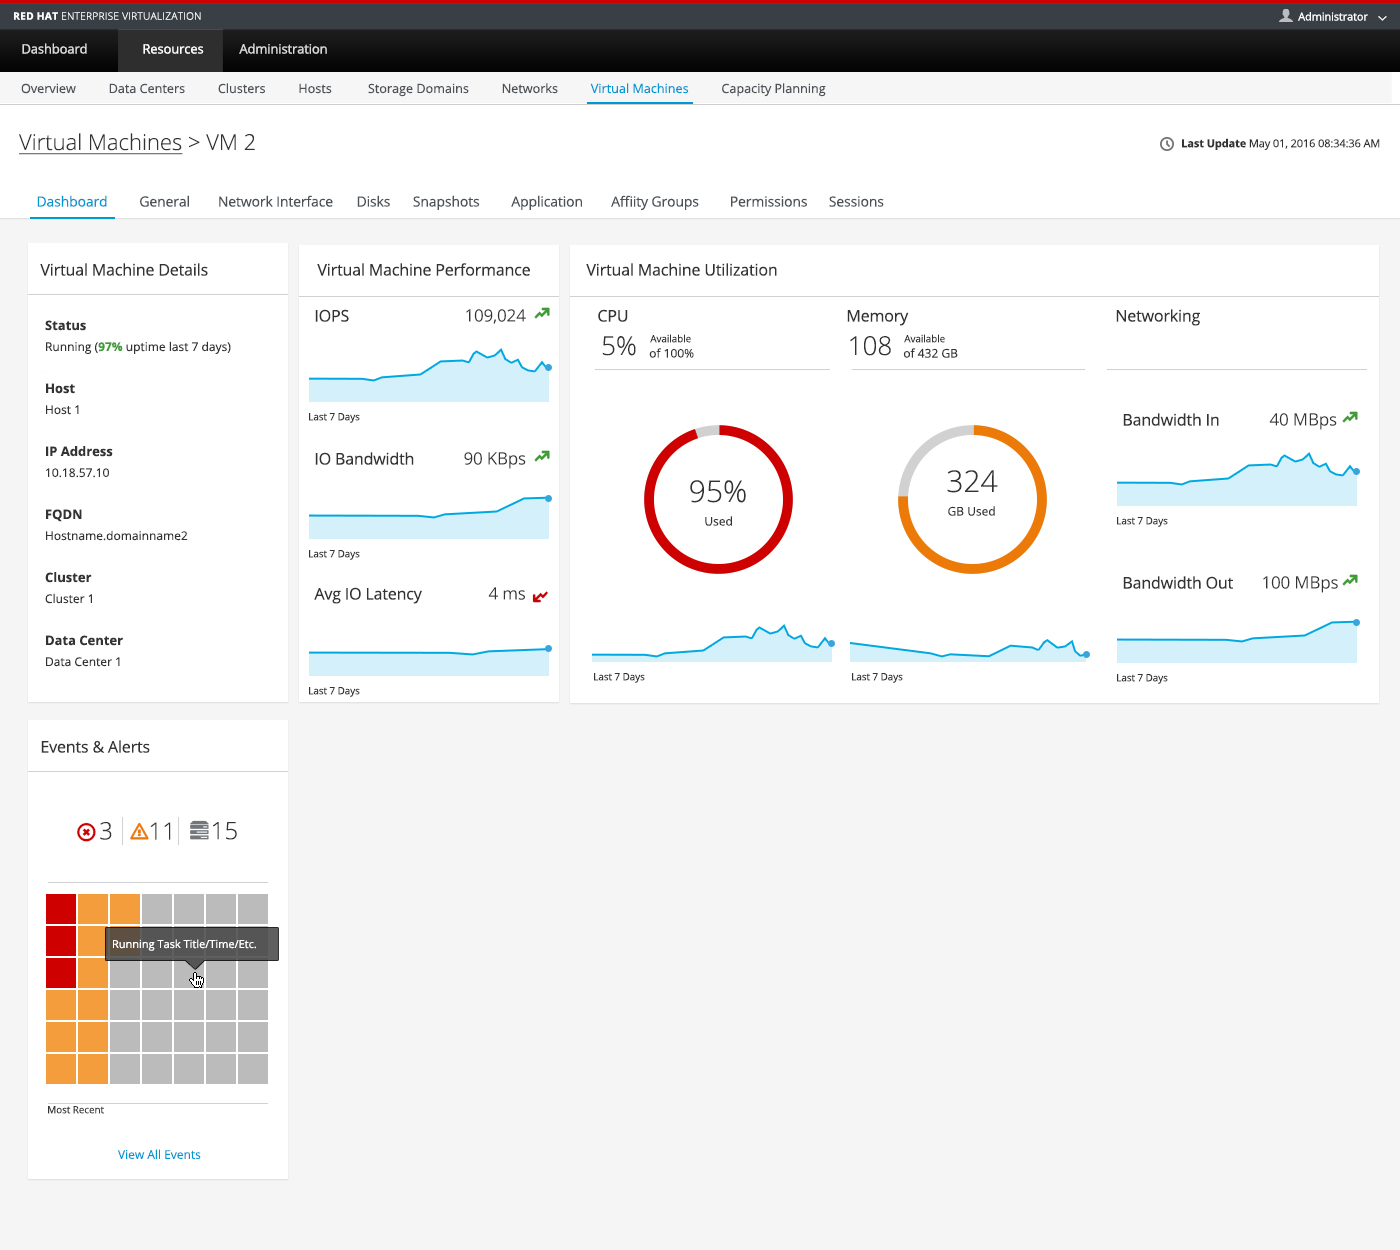 RED HAT ENTERPRISE VIRTUALIZATION
Administrator
Dashboard
Resources
Administration
Overview
Data Centers
Clusters
Hosts
Storage Domains
Networks
Virtual Machines
Capacity Planning
Virtual Machines > VM 2
Last Update May 01, 2016 08:34:36 AM
Dashboard
General
Network Interface
Disks
Snapshots
Application
Affiity Groups
Permissions
Sessions
Virtual Machine Details
Status
Running (97% uptime last 7 days)
Host
Host 1
IP Address
10.18.57.10
FQDN
Hostname.domainname2
Cluster
Cluster 1
Data Center
Data Center 1
Virtual Machine Performance
IOPS
109,024
Last 7 Days
IO Bandwidth
90 KBps
Last 7 Days
Avg IO Latency
4 ms
Last 7 Days
Virtual Machine Utilization
CPU
5%
Available
of 100%
95%
Used
Last 7 Days
Memory
108
Available
of 432 GB
324
GB Used
Last 7 Days
Networking
Bandwidth In
40 MBps
Last 7 Days
Bandwidth Out
100 MBps
Last 7 Days
Events & Alerts
3
11
15
Running Task Title/Time/Etc.
Most Recent
View All Events